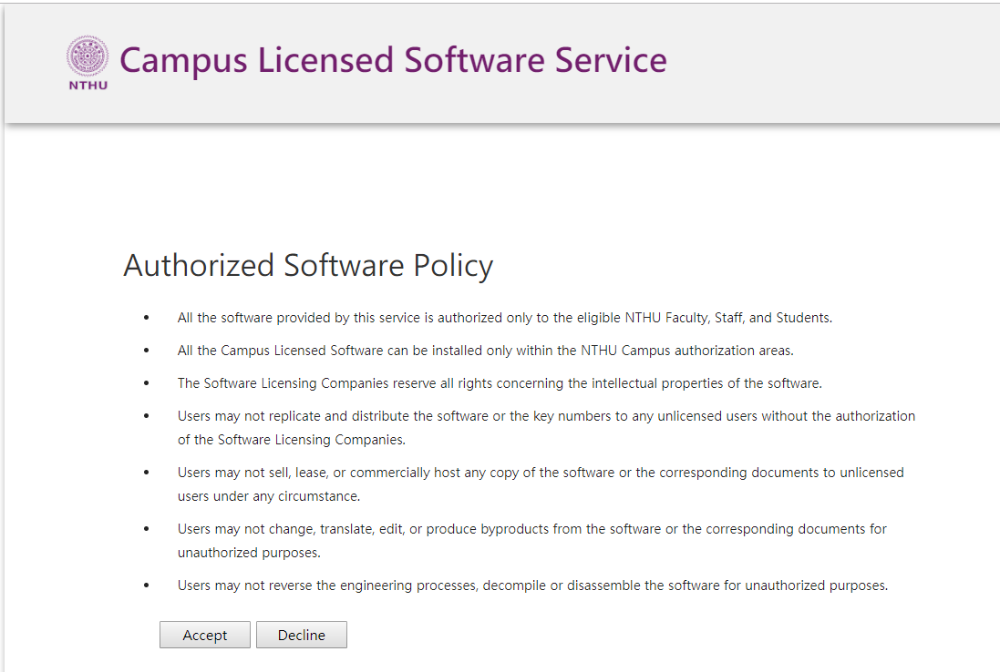 Campus Licensed Software Service
NTHU
Authorized Software Policy
• All the software provided by this service is authorized only to the eligible NTHU Faculty, Staff, and Students.
• All the Campus Licensed Software can be installed only within the NTHU Campus authorization areas.
• The Software Licensing Companies reserve all rights concerning the intellectual properties of the software.
• Users may not replicate and distribute the software or the key numbers to any unlicensed users without the authorization
of the Software Licensing Companies.
• Users may not sell, lease, or commercially host any copy of the software or the corresponding documents to unlicensed
users under any circumstance.
• Users may not change, translate, edit, or produce byproducts from the software or the corresponding documents for
unauthorized purposes.
• Users may not reverse the engineering processes, decompile or disassemble the software for unauthorized purposes.
Accept Decline